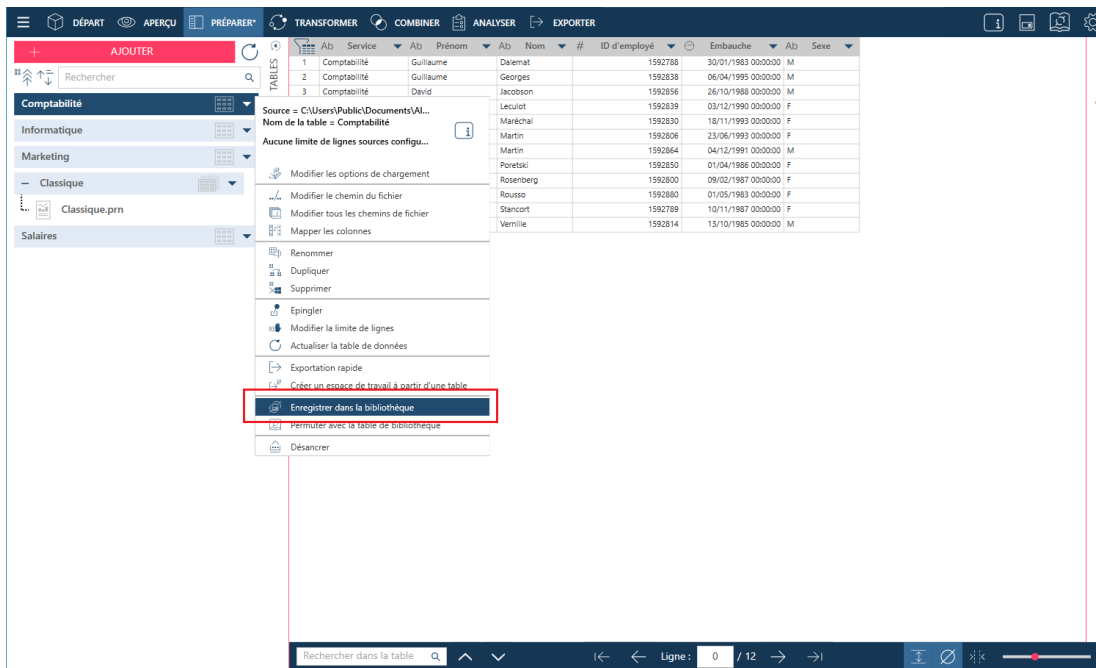 DÉPART APERÇU PRÉPARER* TRANSFORMER COMBINER ANALYSER EXPORTER
AJOUTER
Rechercher
Comptabilité
Informatique
Marketing
Classique
Classique.prn
Salaires
TABLES
Ab Service Ab Prénom Ab Nom # ID d'employé Embauche Ab Sexe
1 Comptabilité Guillaume Dalemat 1592788 30/01/1983 00:00:00 M
2 Comptabilité Guillaume Georges 1592838 06/04/1995 00:00:00 M
3 Comptabilité David Jacobson 1592856 26/10/1988 00:00:00 M
Leculot 1592839 03/12/1990 00:00:00 F
Maréchal 1592830 18/11/1993 00:00:00 F
Martin 1592806 23/06/1993 00:00:00 F
Martin 1592864 04/12/1991 00:00:00 M
Poretski 1592850 01/04/1986 00:00:00 F
Rosenberg 1592800 09/02/1987 00:00:00 F
Rousso 1592880 01/05/1983 00:00:00 F
Stancort 1592789 10/11/1987 00:00:00 F
Vernille 1592814 13/10/1985 00:00:00 M
Source = C:\Users\Public\Documents\Al...
Nom de la table = Comptabilité
Aucune limite de lignes sources configu...
Modifier les options de chargement
Modifier le chemin du fichier
Modifier tous les chemins de fichier
Mapper les colonnes
Renommer
Dupliquer
Supprimer
Epingler
Modifier la limite de lignes
Actualiser la table de données
Exportation rapide
Créer un espace de travail à partir d'une table
Enregistrer dans la bibliothèque
Permuter avec la table de bibliothèque
Désancrer
Rechercher dans la table Ligne : 0 / 12